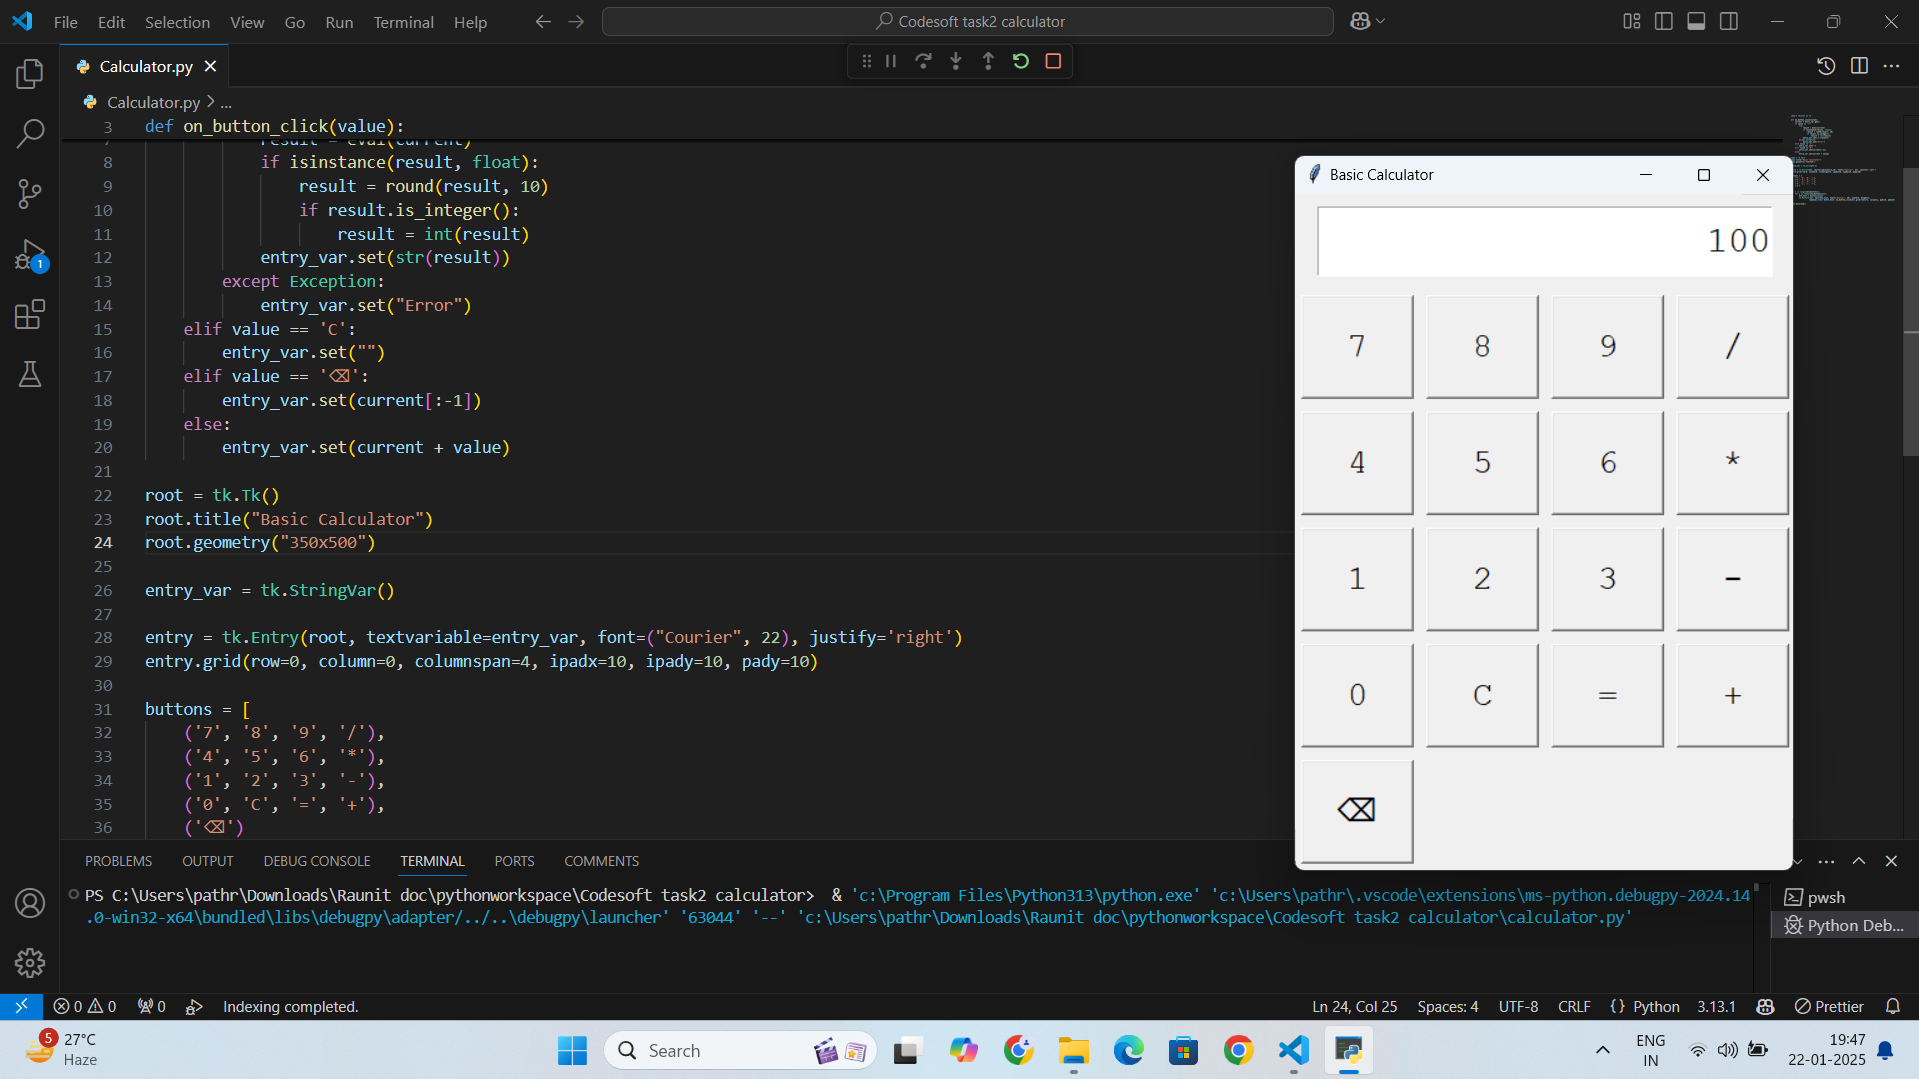 File Edit Selection View Go Run Terminal Help
Codesoft task2 calculator
Calculator.py
Calculator.py > ...
3 def on_button_click(value):
7 result = eval(current)
8 if isinstance(result, float):
9 result = round(result, 10)
10 if result.is_integer():
11 result = int(result)
12 entry_var.set(str(result))
13 except Exception:
14 entry_var.set("Error")
15 elif value == 'C':
16 entry_var.set("")
17 elif value == '⌫':
18 entry_var.set(current[:-1])
19 else:
20 entry_var.set(current + value)
21
22 root = tk.Tk()
23 root.title("Basic Calculator")
24 root.geometry("350x500")
25
26 entry_var = tk.StringVar()
27
28 entry = tk.Entry(root, textvariable=entry_var, font=("Courier", 22), justify='right')
29 entry.grid(row=0, column=0, columnspan=4, ipadx=10, ipady=10, pady=10)
30
31 buttons = [
32 ('7', '8', '9', '/'),
33 ('4', '5', '6', '*'),
34 ('1', '2', '3', '-'),
35 ('0', 'C', '=', '+'),
36 ('⌫')
Basic Calculator
100
7 8 9 /
4 5 6 *
1 2 3 -
0 C = +
⌫
1
PROBLEMS OUTPUT DEBUG CONSOLE TERMINAL PORTS COMMENTS
PS C:\Users\pathr\Downloads\Raunit doc\pythonworkspace\Codesoft task2 calculator> & 'c:\Program Files\Python313\python.exe' 'c:\Users\pathr\.vscode\extensions\ms-python.debugpy-2024.14
.0-win32-x64\bundled\libs\debugpy\adapter/../..\debugpy\launcher' '63044' '--' 'c:\Users\pathr\Downloads\Raunit doc\pythonworkspace\Codesoft task2 calculator\calculator.py'
pwsh
Python Deb...
0 0 0 Indexing completed. Ln 24, Col 25 Spaces: 4 UTF-8 CRLF {} Python 3.13.1 Prettier
5
27°C
Haze
Search
ENG
IN
19:47
22-01-2025